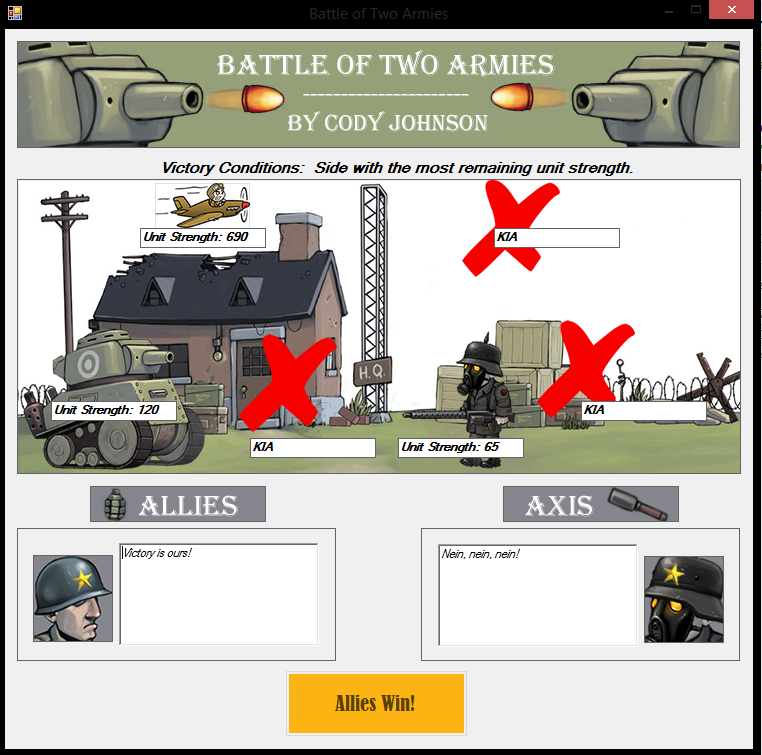 Battle of Two Armies
BATTLE OF TWO ARMIES
-----------------------
BY CODY JOHNSON
Victory Conditions:  Side with the most remaining unit strength.
Unit Strength: 690
KIA
H.Q.
Unit Strength: 120
KIA
KIA
Unit Strength: 65
ALLIES
AXIS
Victory is ours!
Nein, nein, nein!
Allies Win!